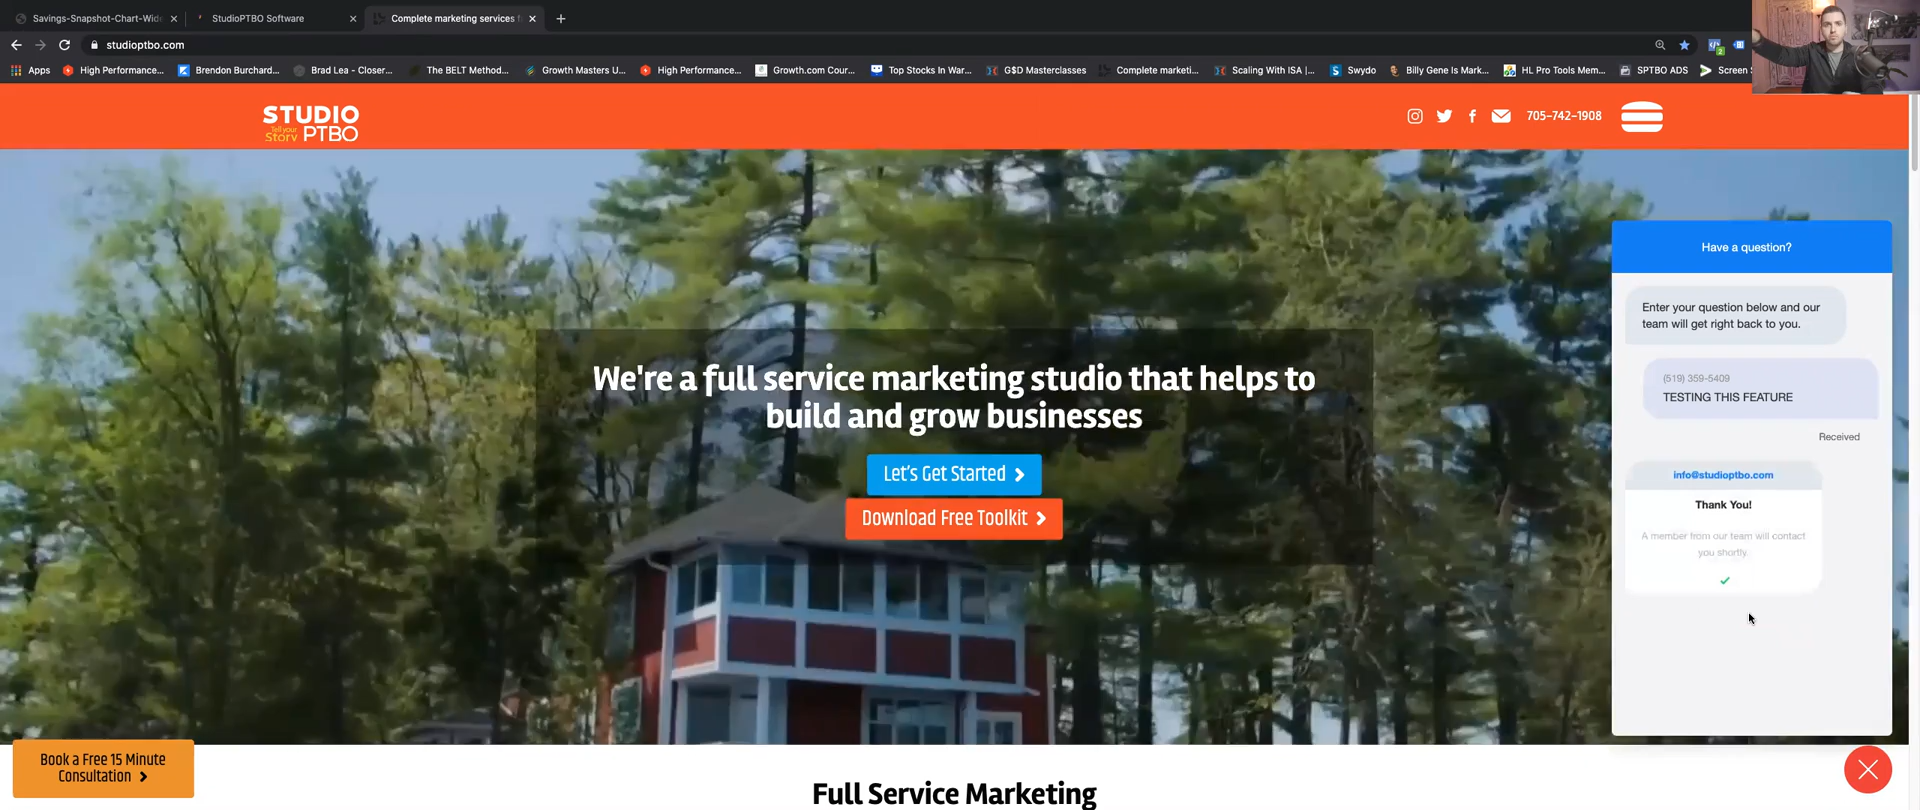 Savings-Snapshot-Chart-Wide
StudioPTBO Software
Complete marketing services f
studioptbo.com
Apps
High Performance...
Brendon Burchard...
Brad Lea - Closer...
The BELT Method...
Growth Masters U...
High Performance...
Growth.com Cour...
Top Stocks In War...
G$D Masterclasses
Complete marketi...
Scaling With ISA |...
Swydo
Billy Gene Is Mark...
HL Pro Tools Mem...
SPTBO ADS
Screen
STUDIO
Tell your
Story PTBO
705-742-1908
We're a full service marketing studio that helps to
build and grow businesses
Let's Get Started
Download Free Toolkit
Have a question?
Enter your question below and our
team will get right back to you.
(519) 359-5409
TESTING THIS FEATURE
Received
info@studioptbo.com
Thank You!
A member from our team will contact
you shortly.
Book a Free 15 Minute
Consultation
Full Service Marketing